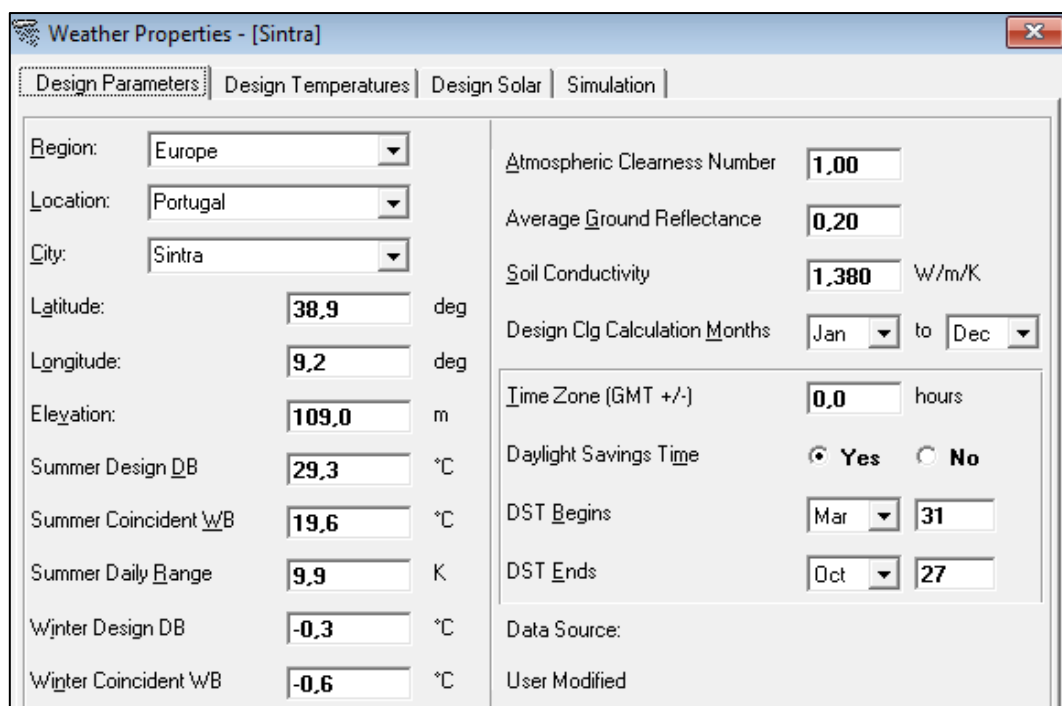 Weather Properties - [Sintra]
Design Parameters Design Temperatures Design Solar Simulation
Region: Europe
Location: Portugal
City: Sintra
Latitude: 38,9 deg
Longitude: 9,2 deg
Elevation: 109,0 m
Summer Design DB 29,3 °C
Summer Coincident WB 19,6 °C
Summer Daily Range 9,9 K
Winter Design DB -0,3 °C
Winter Coincident WB -0,6 °C
Atmospheric Clearness Number 1,00
Average Ground Reflectance 0,20
Soil Conductivity 1,380 W/m/K
Design Clg Calculation Months Jan to Dec
Time Zone (GMT +/-) 0,0 hours
Daylight Savings Time Yes No
DST Begins Mar 31
DST Ends Oct 27
Data Source:
User Modified